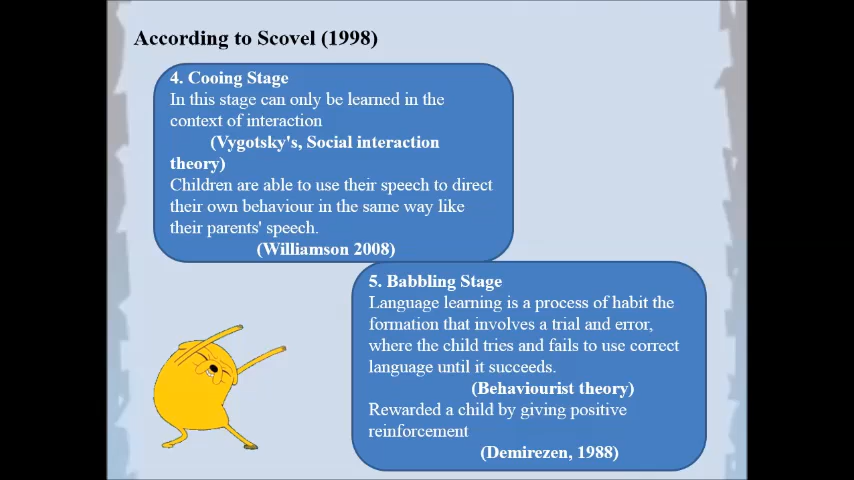 According to Scovel (1998)
4. Cooing Stage
In this stage can only be learned in the
context of interaction
(Vygotsky's, Social interaction
theory)
Children are able to use their speech to direct
their own behaviour in the same way like
their parents' speech.
(Williamson 2008)
5. Babbling Stage
Language learning is a process of habit the
formation that involves a trial and error,
where the child tries and fails to use correct
language until it succeeds.
(Behaviourist theory)
Rewarded a child by giving positive
reinforcement
(Demirezen, 1988)